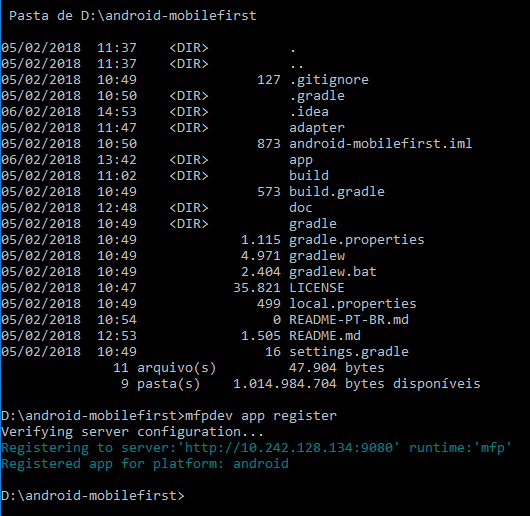 Pasta de D:\android-mobilefirst
05/02/2018  11:37    <DIR>          .
05/02/2018  11:37    <DIR>          ..
05/02/2018  10:49               127 .gitignore
05/02/2018  10:50    <DIR>          .gradle
06/02/2018  14:53    <DIR>          .idea
05/02/2018  11:47    <DIR>          adapter
05/02/2018  10:50               873 android-mobilefirst.iml
06/02/2018  13:42    <DIR>          app
05/02/2018  11:02    <DIR>          build
05/02/2018  10:49               573 build.gradle
05/02/2018  12:48    <DIR>          doc
05/02/2018  10:49    <DIR>          gradle
05/02/2018  10:49             1.115 gradle.properties
05/02/2018  10:49             4.971 gradlew
05/02/2018  10:49             2.404 gradlew.bat
05/02/2018  10:47            35.821 LICENSE
05/02/2018  10:49               499 local.properties
05/02/2018  10:54                 0 README-PT-BR.md
05/02/2018  12:53             1.505 README.md
05/02/2018  10:49                16 settings.gradle
11 arquivo(s)         47.904 bytes
9 pasta(s)   1.014.984.704 bytes disponíveis
D:\android-mobilefirst>mfpdev app register
Verifying server configuration...
Registering to server:'http://10.242.128.134:9080' runtime:'mfp'
Registered app for platform: android
D:\android-mobilefirst>